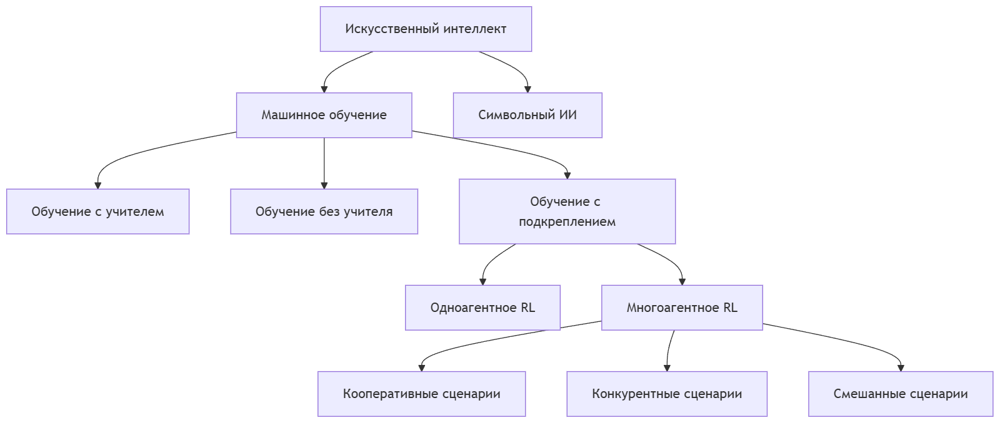 Искусственный интеллект
Машинное обучение
Символьный ИИ
Обучение с учителем
Обучение без учителя
Обучение с
подкреплением
Одноагентное RL
Многоагентное RL
Кооперативные сценарии
Конкурентные сценарии
Смешанные сценарии